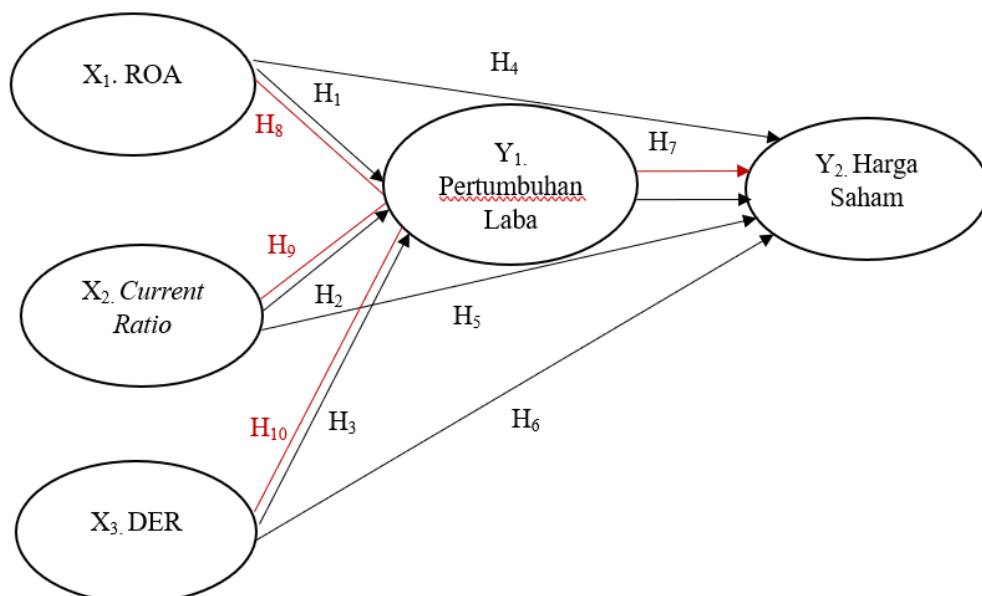 X₁. ROA
H₄
H₁
H₈
Y₁.
Pertumbuhan
Laba
H₇
Y₂. Harga
Saham
H₉
X₂. Current
Ratio
H₂
H₅
H₁₀
H₃
H₆
X₃. DER